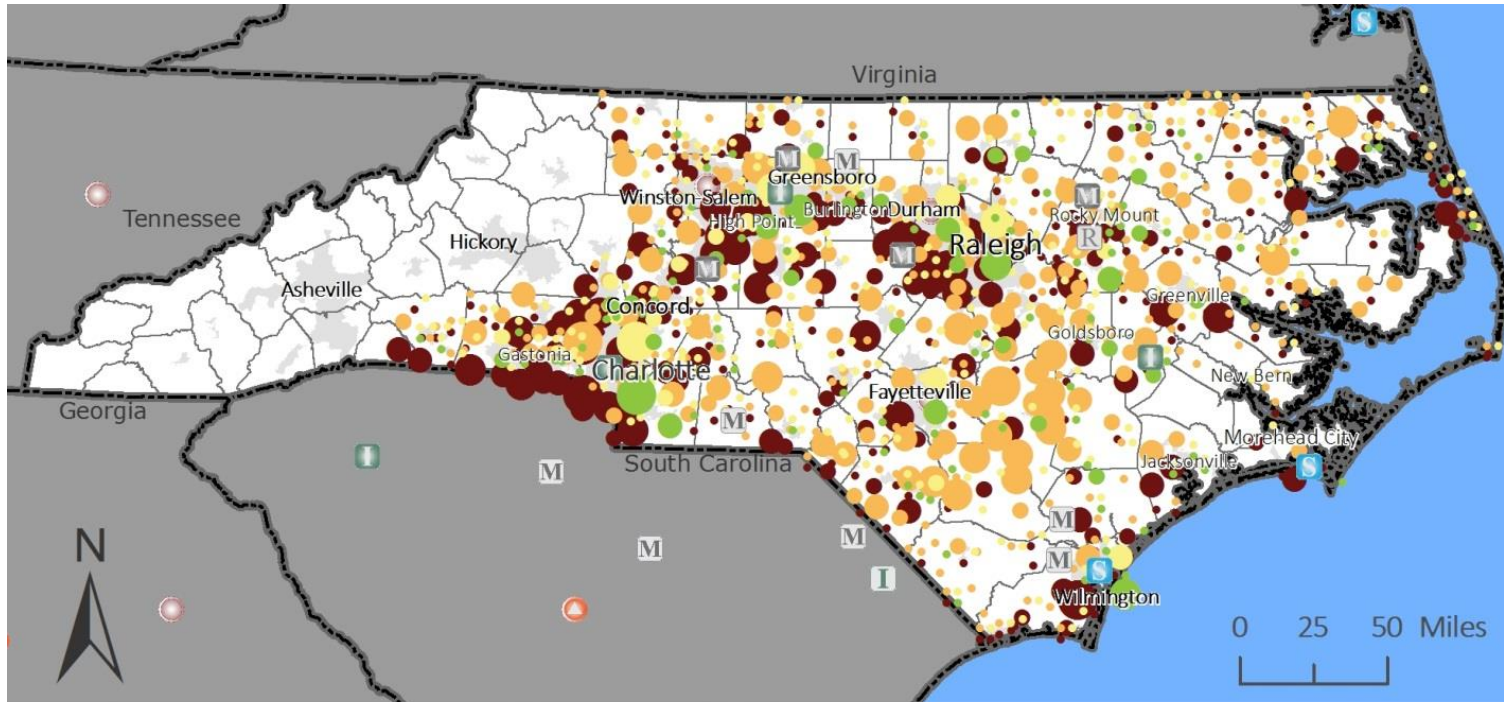 S
Virginia
M
M
Greensboro
I
Tennessee
Winston-Salem
High Point
Burlington
Durham
M
Rocky Mount
R
Hickory
Raleigh
M
M
Asheville
Concord
Greenville
Goldsboro
Gastonia
I
Charlotte
Fayetteville
New Bern
Georgia
M
Morehead City
I
South Carolina
Jacksonville
S
M
M
N
M
M
M
S
I
Wilmington
0 25 50 Miles